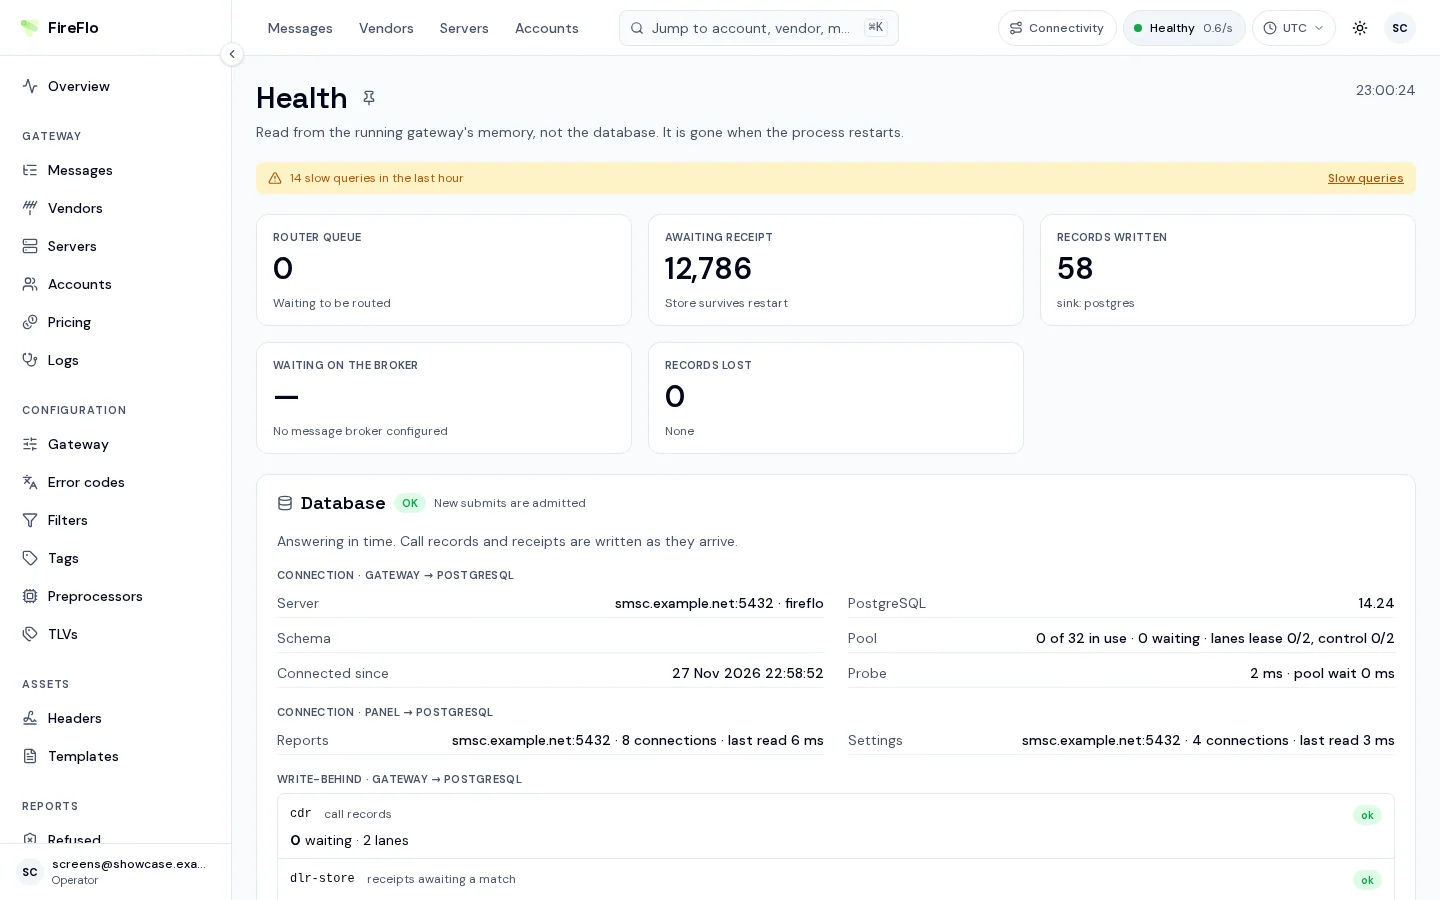 FireFlo
Messages
Vendors
Servers
Accounts
Jump to account, vendor, m...
⌘K
Connectivity
Healthy 0.6/s
UTC
SC
Overview
GATEWAY
Messages
Vendors
Servers
Accounts
Pricing
Logs
CONFIGURATION
Gateway
Error codes
Filters
Tags
Preprocessors
TLVs
ASSETS
Headers
Templates
REPORTS
Refused
SC
screens@showcase.exa...
Operator
Health
23:00:24
Read from the running gateway's memory, not the database. It is gone when the process restarts.
14 slow queries in the last hour
Slow queries
ROUTER QUEUE
0
Waiting to be routed
AWAITING RECEIPT
12,786
Store survives restart
RECORDS WRITTEN
58
sink: postgres
WAITING ON THE BROKER
—
No message broker configured
RECORDS LOST
0
None
Database OK New submits are admitted
Answering in time. Call records and receipts are written as they arrive.
CONNECTION · GATEWAY → POSTGRESQL
Server smsc.example.net:5432 · fireflo
PostgreSQL 14.24
Schema
Pool 0 of 32 in use · 0 waiting · lanes lease 0/2, control 0/2
Connected since 27 Nov 2026 22:58:52
Probe 2 ms · pool wait 0 ms
CONNECTION · PANEL → POSTGRESQL
Reports smsc.example.net:5432 · 8 connections · last read 6 ms
Settings smsc.example.net:5432 · 4 connections · last read 3 ms
WRITE-BEHIND · GATEWAY → POSTGRESQL
cdr call records ok
0 waiting · 2 lanes
dlr-store receipts awaiting a match ok